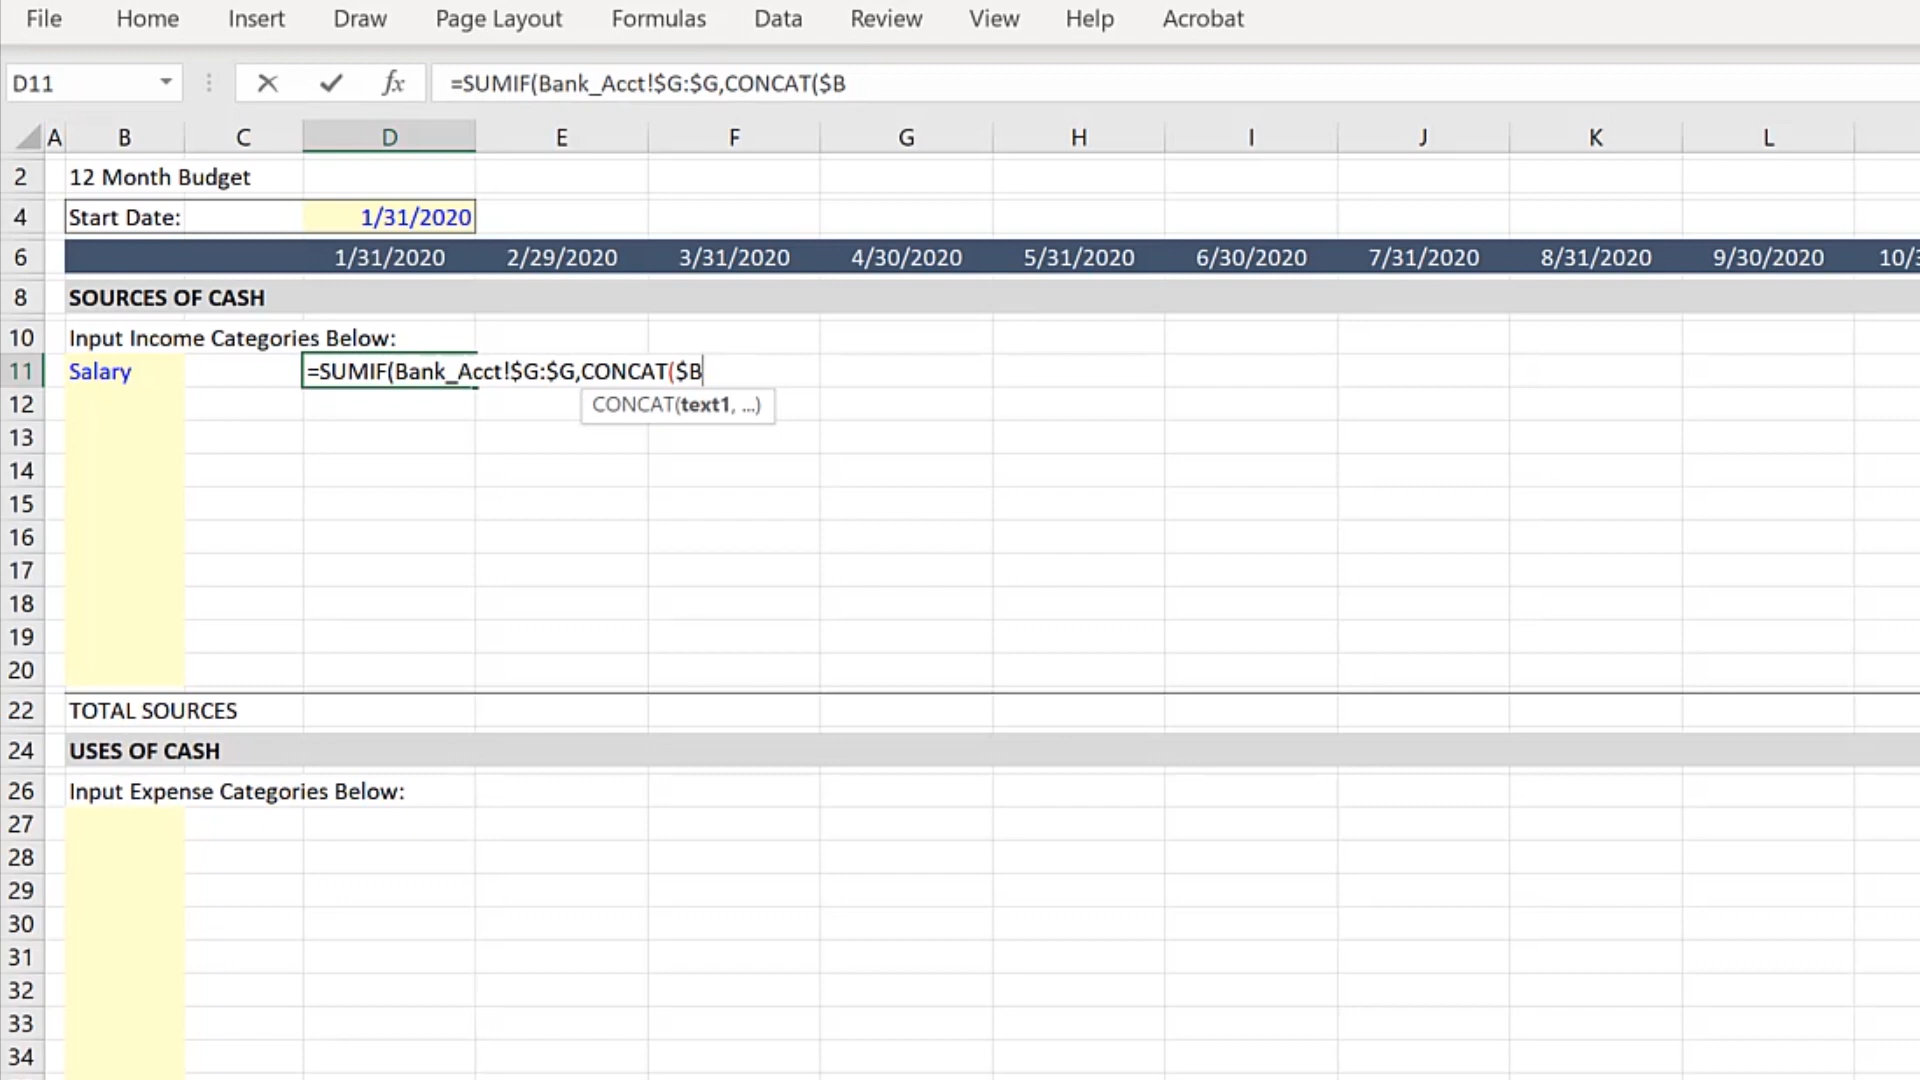 File Home Insert Draw Page Layout Formulas Data Review View Help Acrobat
D11 fx =SUMIF(Bank_Acct!$G:$G,CONCAT($B
A B C D E F G H I J K L
2 12 Month Budget
4 Start Date: 1/31/2020
6 1/31/2020 2/29/2020 3/31/2020 4/30/2020 5/31/2020 6/30/2020 7/31/2020 8/31/2020 9/30/2020
8 SOURCES OF CASH
10 Input Income Categories Below:
11 Salary =SUMIF(Bank_Acct!$G:$G,CONCAT($B
12 CONCAT(text1, ...)
13
14
15
16
17
18
19
20
22 TOTAL SOURCES
24 USES OF CASH
26 Input Expense Categories Below:
27
28
29
30
31
32
33
34